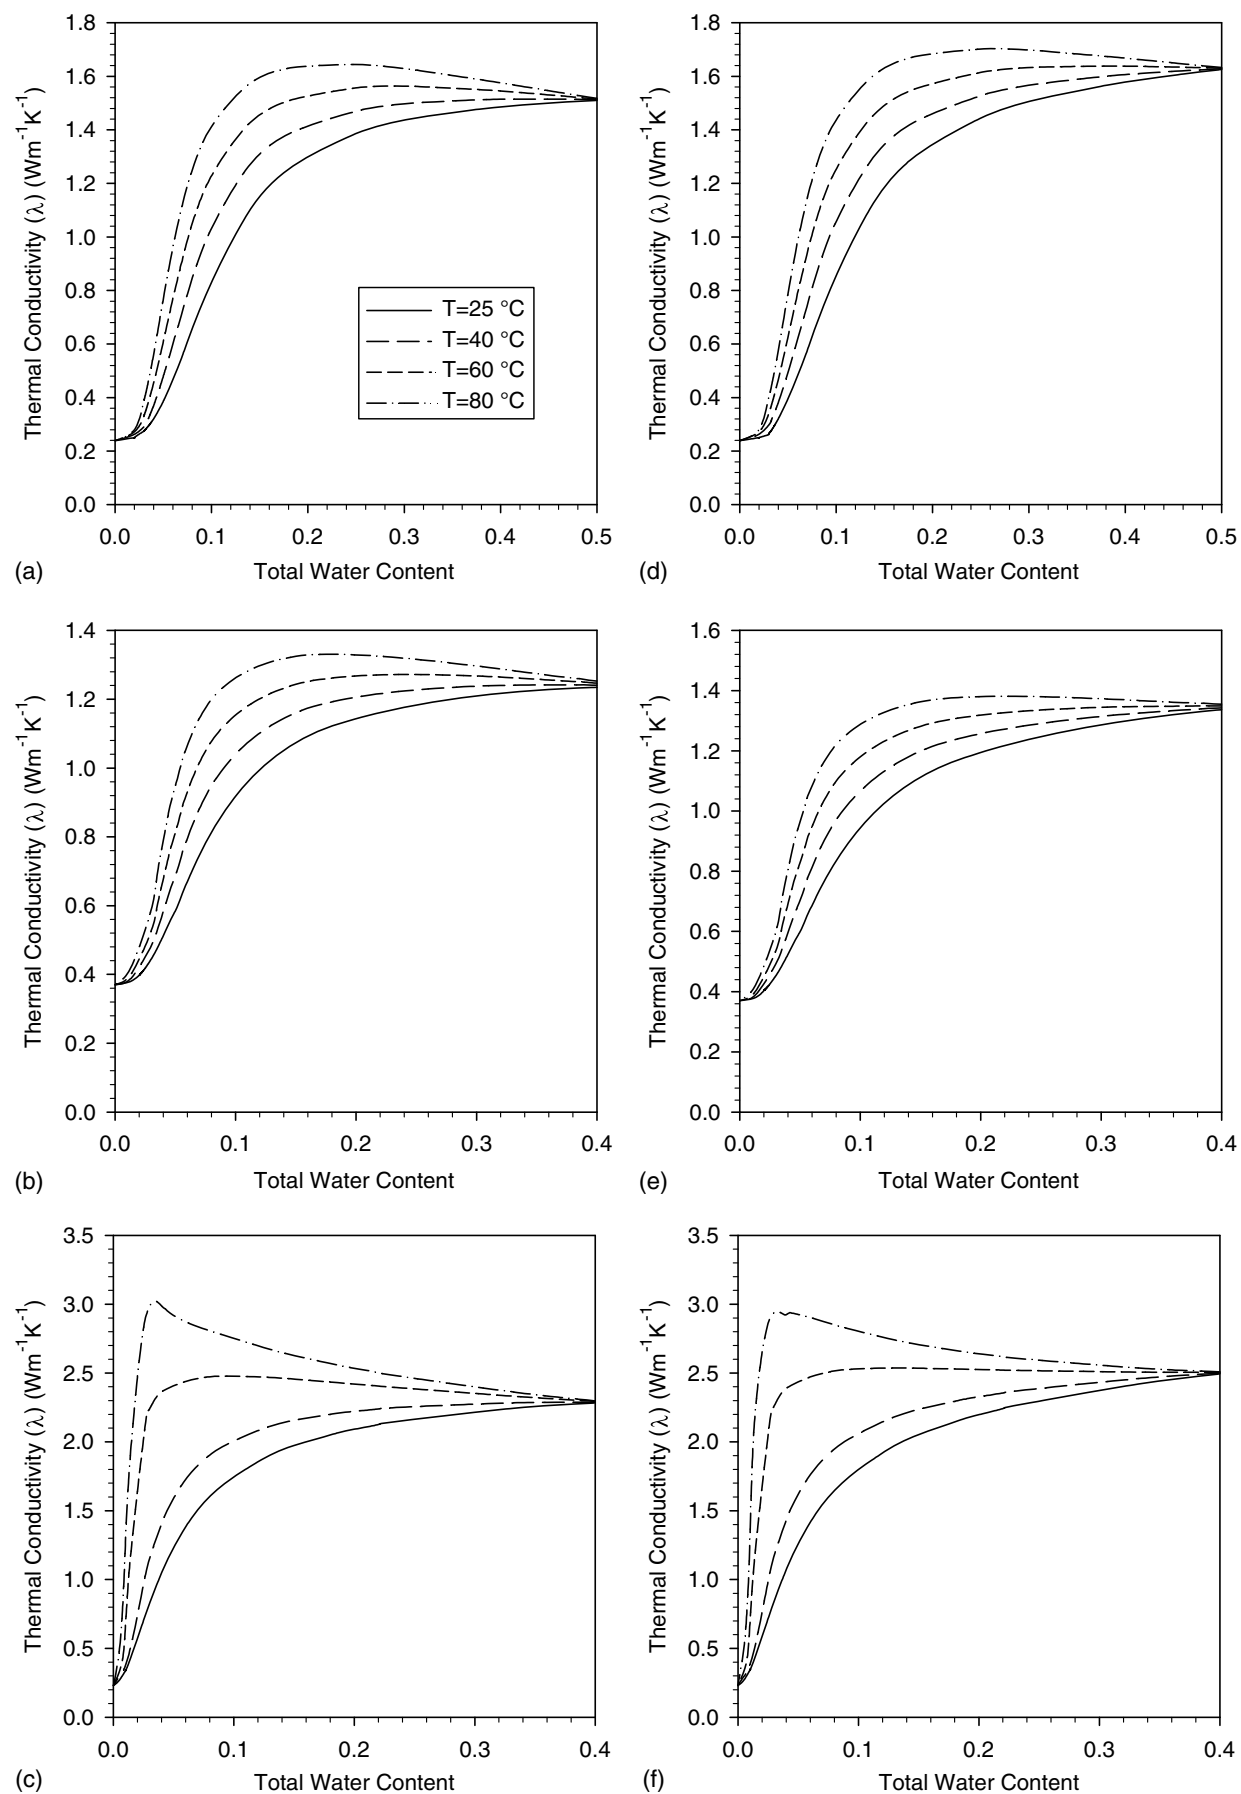 Thermal Conductivity (λ) (Wm⁻¹K⁻¹)
1.8
1.6
1.4
1.2
1.0
0.8
0.6
0.4
0.2
0.0
T=25 °C
T=40 °C
T=60 °C
T=80 °C
0.0 0.1 0.2 0.3 0.4 0.5
(a) Total Water Content
Thermal Conductivity (λ) (Wm⁻¹K⁻¹)
1.8
1.6
1.4
1.2
1.0
0.8
0.6
0.4
0.2
0.0
0.0 0.1 0.2 0.3 0.4 0.5
(d) Total Water Content
Thermal Conductivity (λ) (Wm⁻¹K⁻¹)
1.4
1.2
1.0
0.8
0.6
0.4
0.2
0.0
0.0 0.1 0.2 0.3 0.4
(b) Total Water Content
Thermal Conductivity (λ) (Wm⁻¹K⁻¹)
1.6
1.4
1.2
1.0
0.8
0.6
0.4
0.2
0.0
0.0 0.1 0.2 0.3 0.4
(e) Total Water Content
Thermal Conductivity (λ) (Wm⁻¹K⁻¹)
3.5
3.0
2.5
2.0
1.5
1.0
0.5
0.0
0.0 0.1 0.2 0.3 0.4
(c) Total Water Content
Thermal Conductivity (λ) (Wm⁻¹K⁻¹)
3.5
3.0
2.5
2.0
1.5
1.0
0.5
0.0
0.0 0.1 0.2 0.3 0.4
(f) Total Water Content